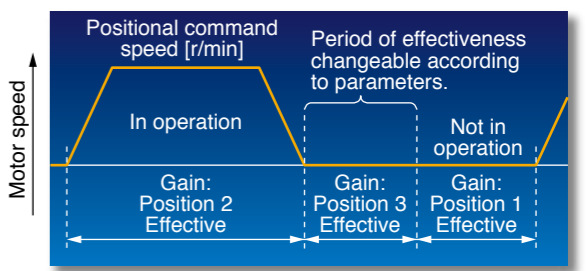 Positional command
speed [r/min]
Period of effectiveness
changeable according
to parameters.
Motor speed
In operation
Not in
operation
Gain:
Position 2
Effective
Gain:
Position 3
Effective
Gain:
Position 1
Effective